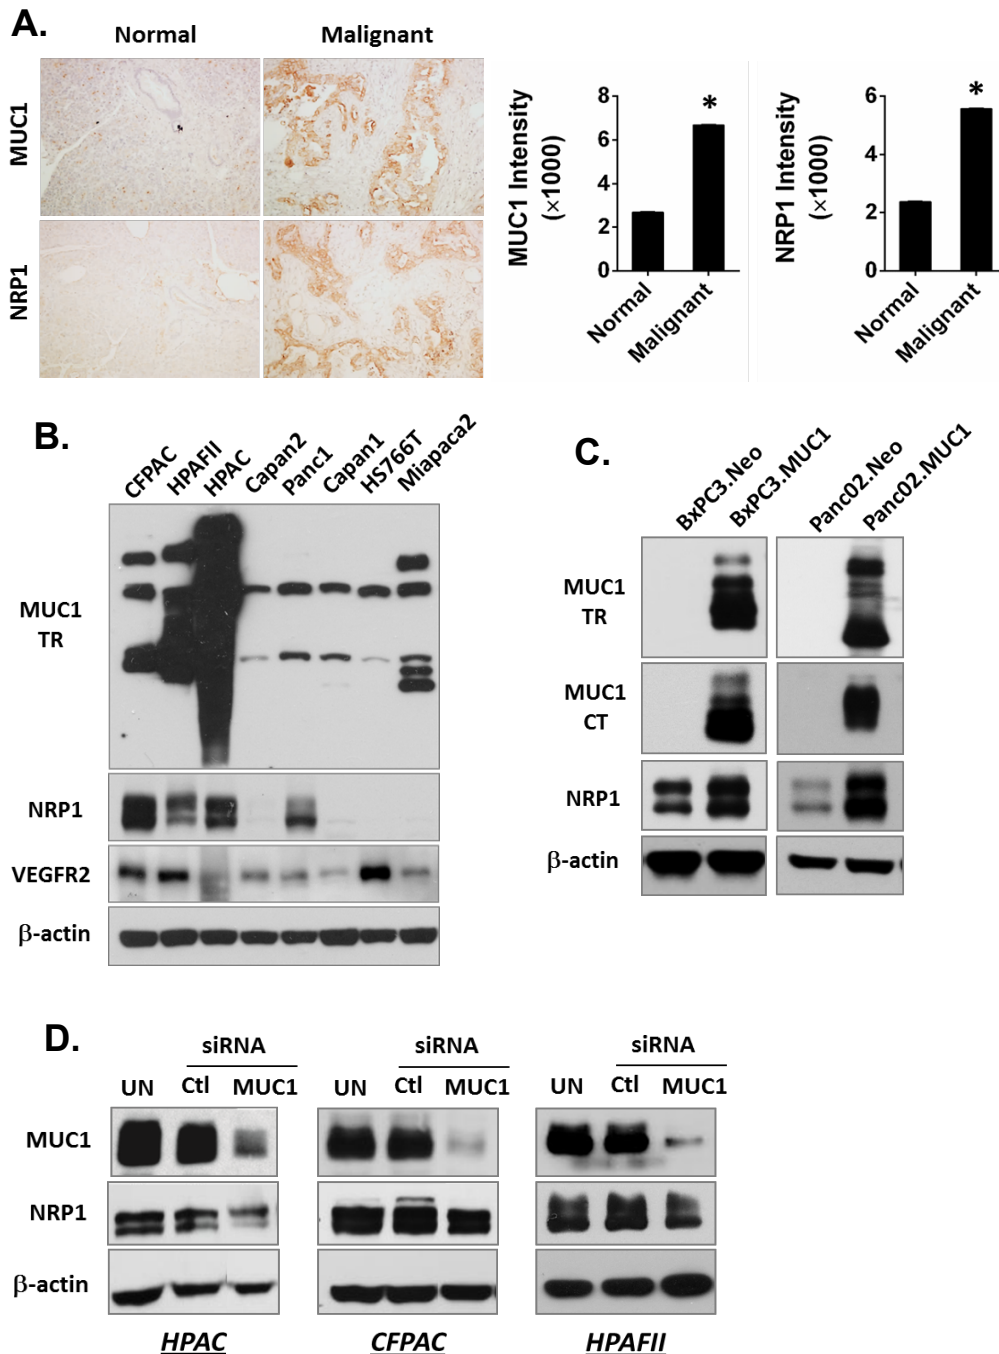 A.
Normal
Malignant
MUC1
NRP1
MUC1 Intensity
(×1000)
8
6
4
2
0
*
Normal
Malignant
NRP1 Intensity
(×1000)
6
4
2
0
*
Normal
Malignant
B.
CFPAC
HPAFII
HPAC
Capan2
Panc1
Capan1
HS766T
Miapaca2
MUC1
TR
NRP1
VEGFR2
β-actin
C.
BxPC3.Neo
BxPC3.MUC1
Panc02.Neo
Panc02.MUC1
MUC1
TR
MUC1
CT
NRP1
β-actin
D.
siRNA
siRNA
siRNA
UN Ctl MUC1
UN Ctl MUC1
UN Ctl MUC1
MUC1
NRP1
β-actin
HPAC
CFPAC
HPAFII